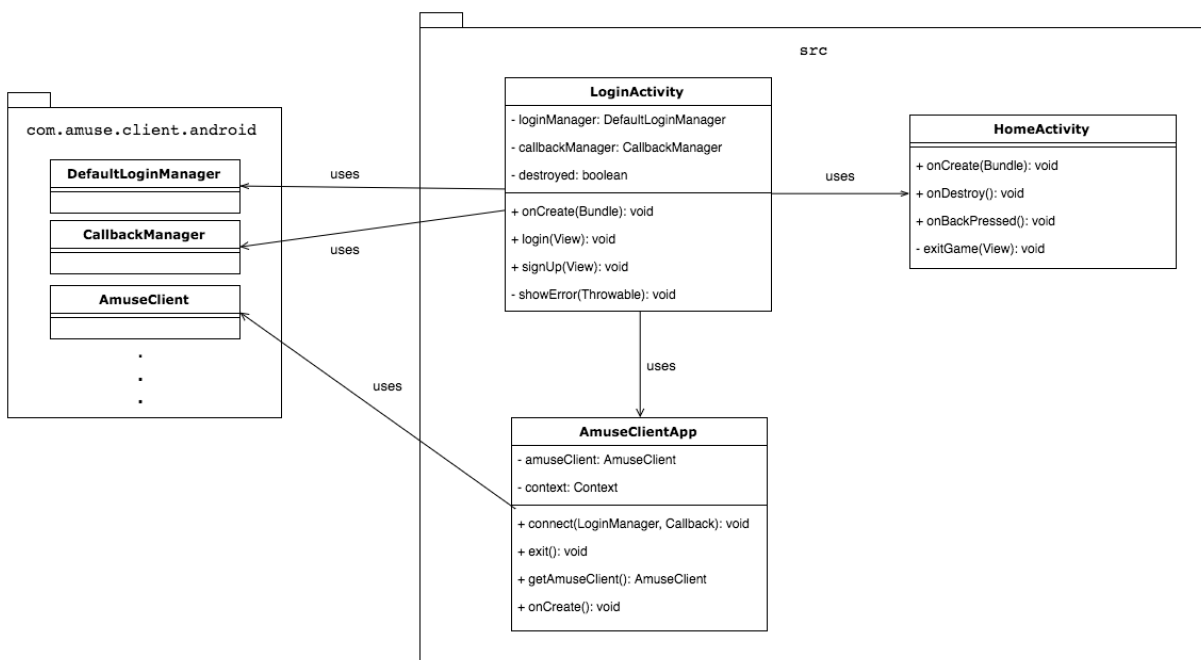 src
com.amuse.client.android
DefaultLoginManager
CallbackManager
AmuseClient
.
.
.
uses
uses
uses
LoginActivity
- loginManager: DefaultLoginManager
- callbackManager: CallbackManager
- destroyed: boolean
+ onCreate(Bundle): void
+ login(View): void
+ signUp(View): void
- showError(Throwable): void
uses
HomeActivity
+ onCreate(Bundle): void
+ onDestroy(): void
+ onBackPressed(): void
- exitGame(View): void
uses
AmuseClientApp
- amuseClient: AmuseClient
- context: Context
+ connect(LoginManager, Callback): void
+ exit(): void
+ getAmuseClient(): AmuseClient
+ onCreate(): void